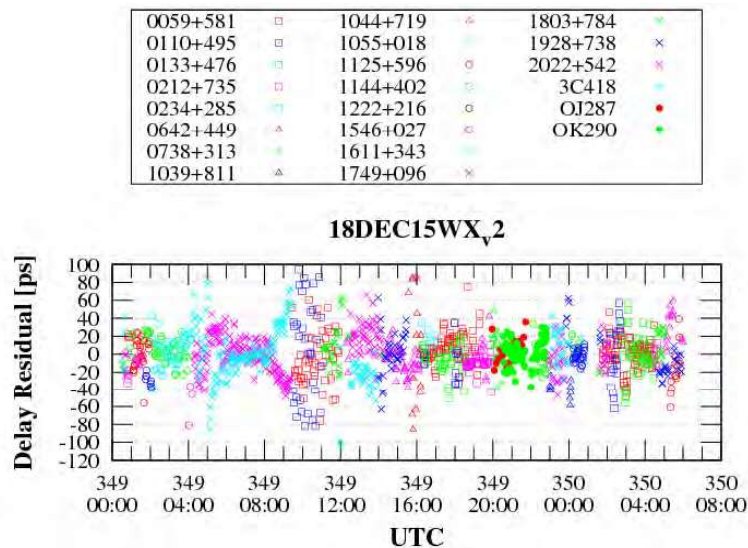 0059+581 1044+719 1803+784
0110+495 1055+018 1928+738
0133+476 1125+596 2022+542
0212+735 1144+402 3C418
0234+285 1222+216 OJ287
0642+449 1546+027 OK290
0738+313 1611+343
1039+811 1749+096
18DEC15WXv2
Delay Residual [ps]
100
80
60
40
20
0
-20
-40
-60
-80
-100
-120
349 349 349 349 349 349 350 350 350
00:00 04:00 08:00 12:00 16:00 20:00 00:00 04:00 08:00
UTC